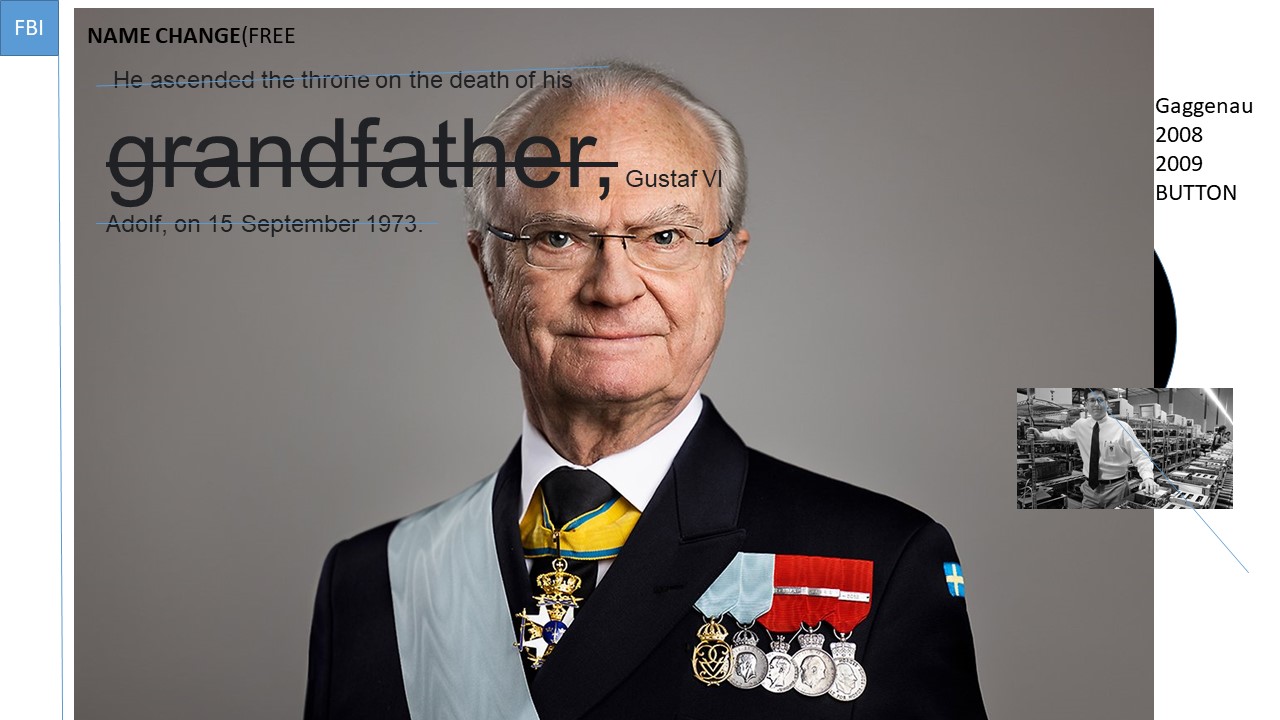 FBI
NAME CHANGE(FREE
He ascended the throne on the death of his
grandfather, Gustaf VI
Adolf, on 15 September 1973.
Gaggenau
2008
2009
BUTTON